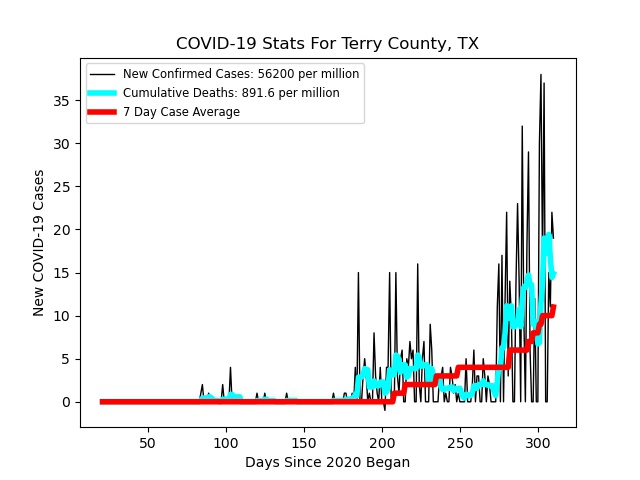 COVID-19 Stats For Terry County, TX
New Confirmed Cases: 56200 per million
Cumulative Deaths: 891.6 per million
7 Day Case Average
New COVID-19 Cases
35
30
25
20
15
10
5
0
50 100 150 200 250 300
Days Since 2020 Began